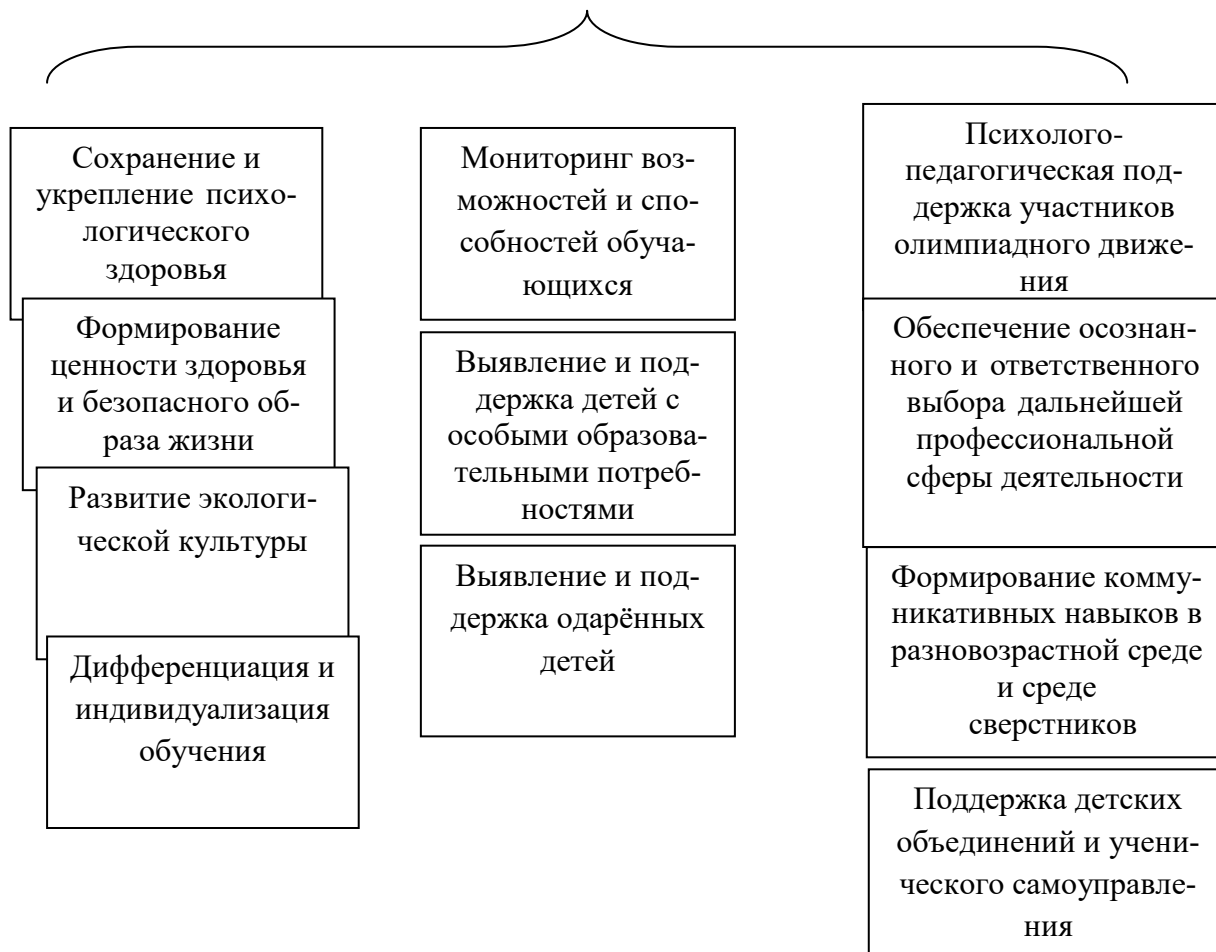 Сохранение и
укрепление психо-
логического
здоровья
Формирование
ценности здоровья
и безопасного об-
раза жизни
Развитие экологи-
ческой культуры
Дифференциация и
индивидуализация
обучения
Мониторинг воз-
можностей и спо-
собностей обуча-
ющихся
Выявление и под-
держка детей с
особыми образова-
тельными потреб-
ностями
Выявление и под-
держка одарённых
детей
Психолого-
педагогическая под-
держка участников
олимпиадного движе-
ния
Обеспечение осознан-
ного и ответственного
выбора дальнейшей
профессиональной
сферы деятельности
Формирование комму-
никативных навыков в
разновозрастной среде
и среде
сверстников
Поддержка детских
объединений и учени-
ческого самоуправле-
ния